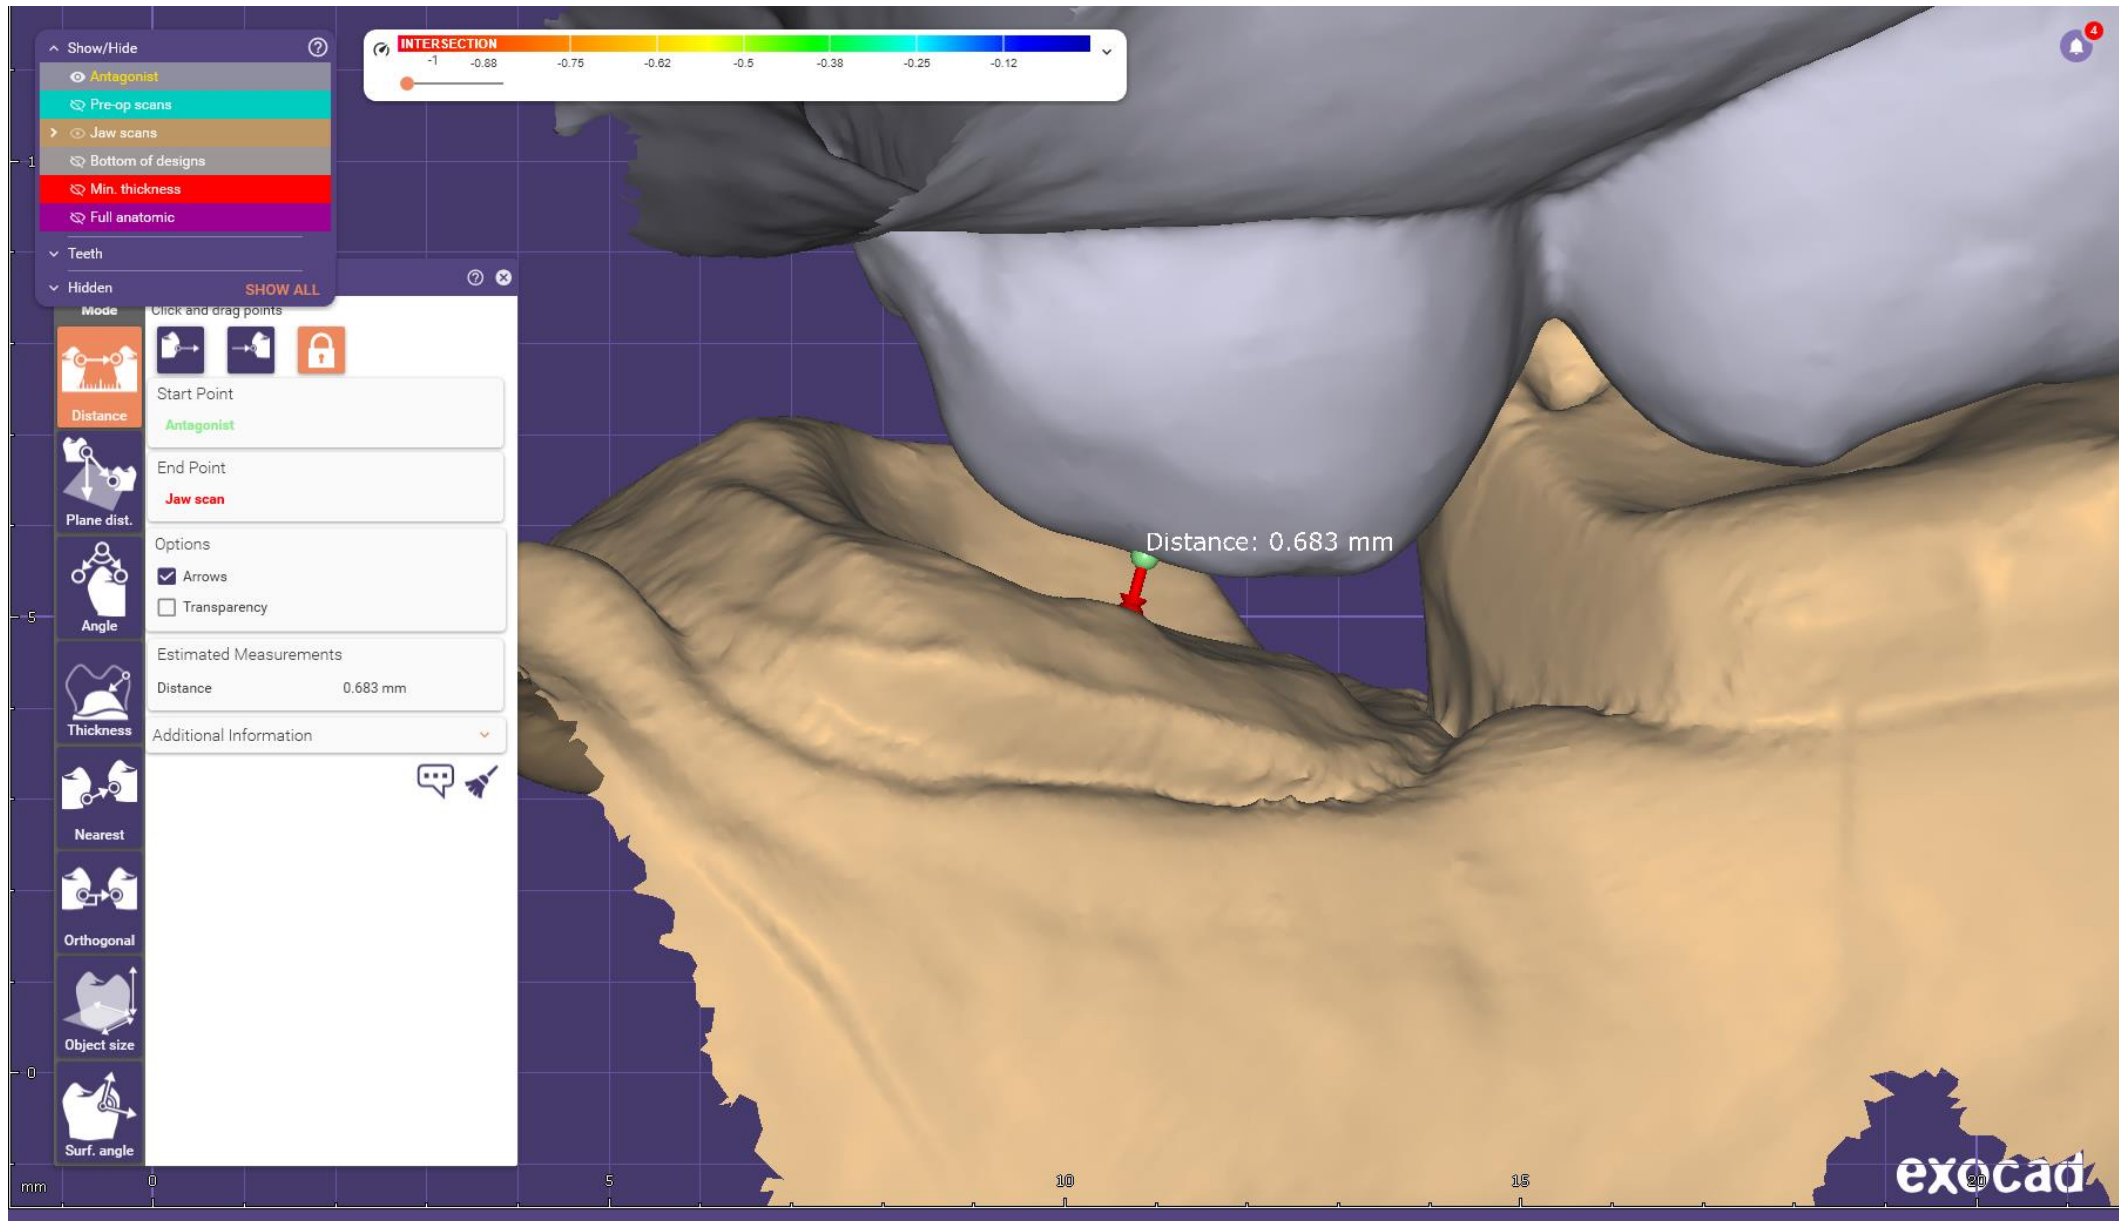 Show/Hide
Antagonist
Pre-op scans
Jaw scans
Bottom of designs
Min. thickness
Full anatomic
Teeth
Hidden
SHOW ALL
INTERSECTION
-1 -0.88 -0.75 -0.62 -0.5 -0.38 -0.25 -0.12
4
Mode
Distance
Plane dist.
Angle
Thickness
Nearest
Orthogonal
Object size
Surf. angle
Click and drag points
Start Point
Antagonist
End Point
Jaw scan
Options
Arrows
Transparency
Estimated Measurements
Distance 0.683 mm
Additional Information
Distance: 0.683 mm
1
5
0
mm 0 5 10 15 20
exocad